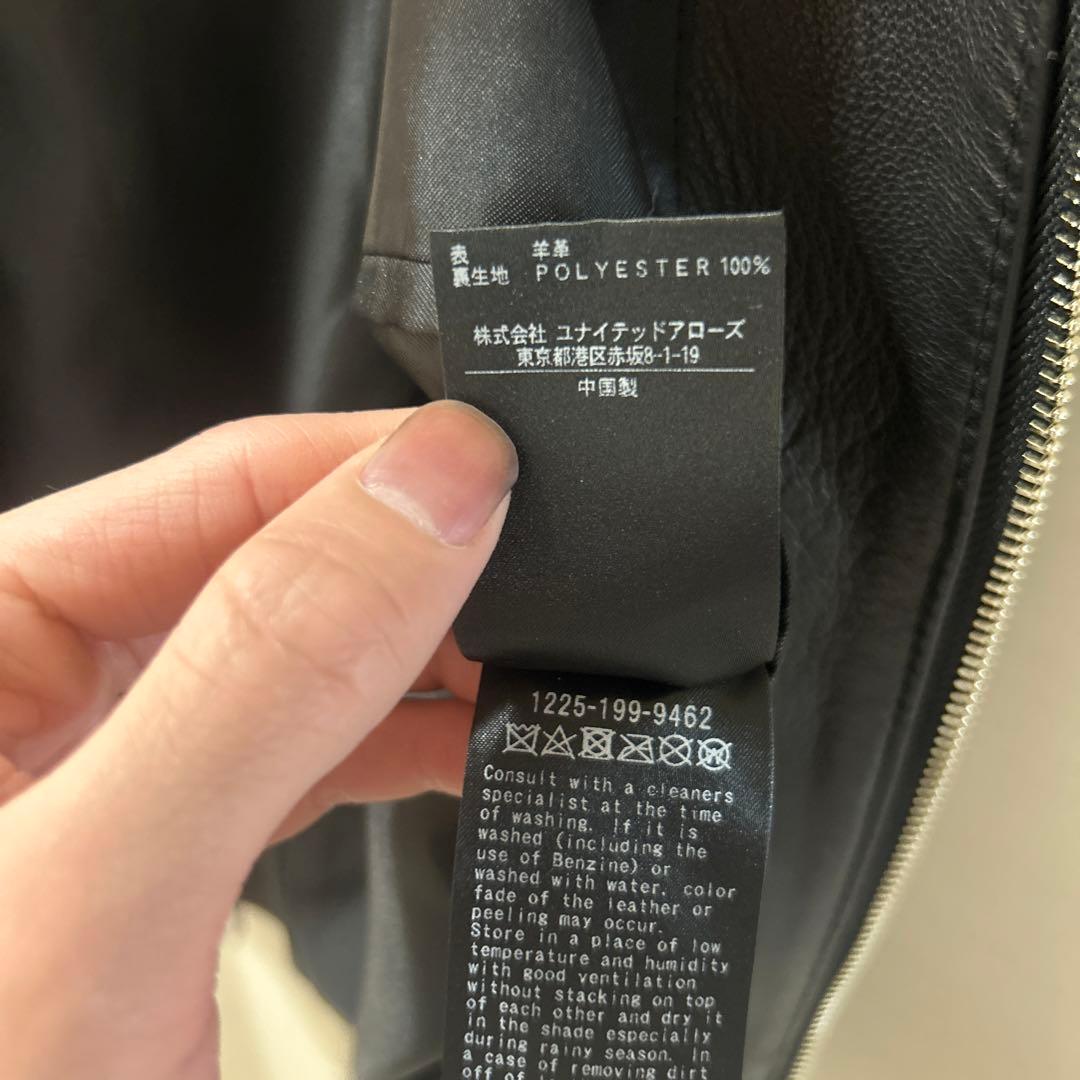 表 羊革
裏生地 POLYESTER 100%
株式会社 ユナイテッドアローズ
東京都港区赤坂8-1-19
中国製
1225-199-9462
Consult with a cleaners
specialist at the time
of washing. If it is
washed (including the
use of Benzine) or
washed with water, color
fade of the leather or
peeling may occur.
Store in a place of low
temperature and humidity
with good ventilation
without stacking on top
of each other and dry it
in the shade especially
during rainy season. In
a case of removing dirt
off of